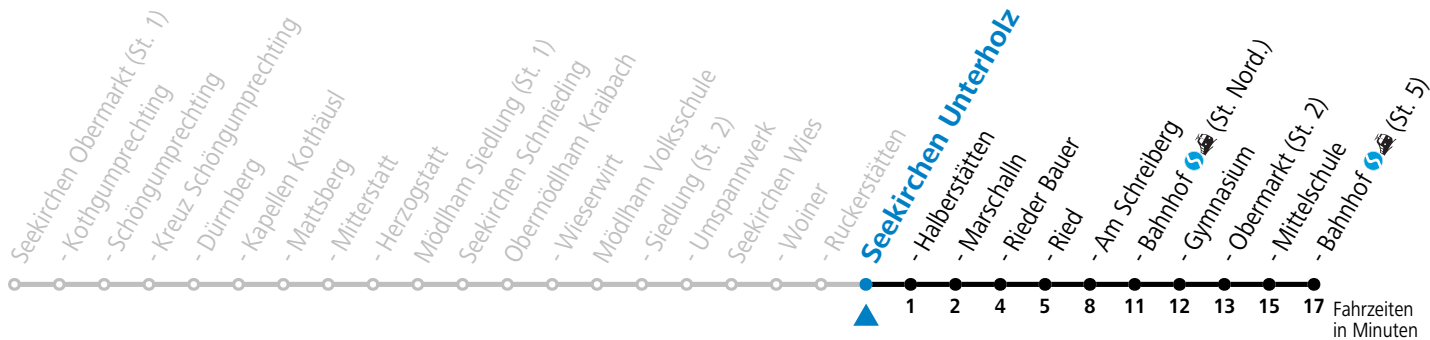 Seekirchen Obermarkt (St. 1)
- Kothgumprechting
- Schöngumprechting
- Kreuz Schöngumprechting
- Dürrnberg
- Kapellen Kothäusl
- Mattsberg
- Mitterstatt
- Herzogstatt
Mödlham Siedlung (St. 1)
Seekirchen Schmieding
Obermödlham Kraibach
- Wieserwirt
Mödlham Volksschule
- Siedlung (St. 2)
- Umspannwerk
Seekirchen Wies
- Woiner
- Ruckerstätten
Seekirchen Unterholz
- Halberstätten
- Marschalln
- Rieder Bauer
- Ried
- Am Schreiberg
- Bahnhof (St. Nord.)
- Gymnasium
- Obermarkt (St. 2)
- Mittelschule
- Bahnhof (St. 5)
1 2 4 5 8 11 12 13 15 17 Fahrzeiten
in Minuten